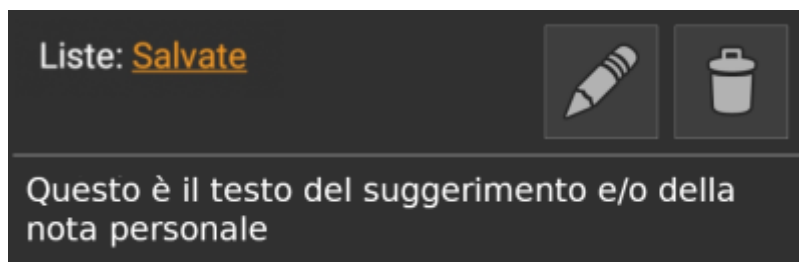 Liste: Salvate
Questo è il testo del suggerimento e/o della
nota personale